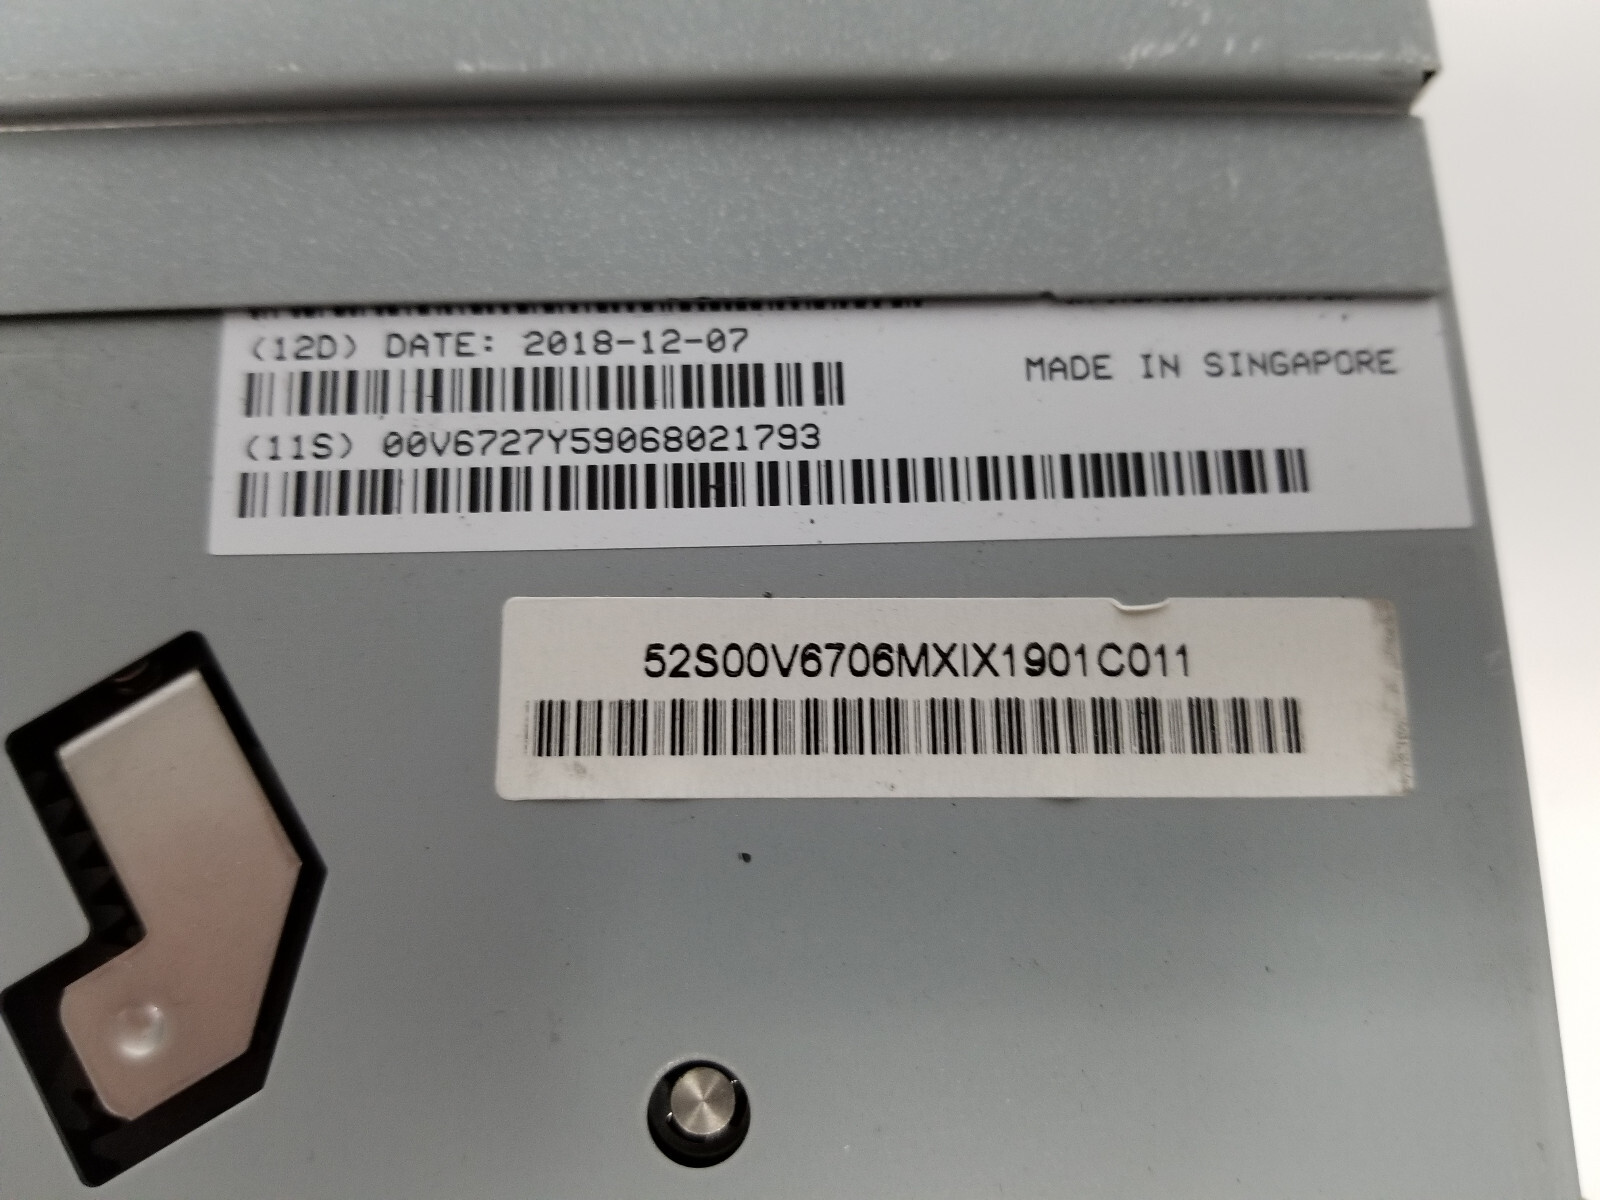 (12D) DATE: 2018-12-07
MADE IN SINGAPORE
(11S) 00V6727Y59068021793
52S00V6706MXIX1901C011